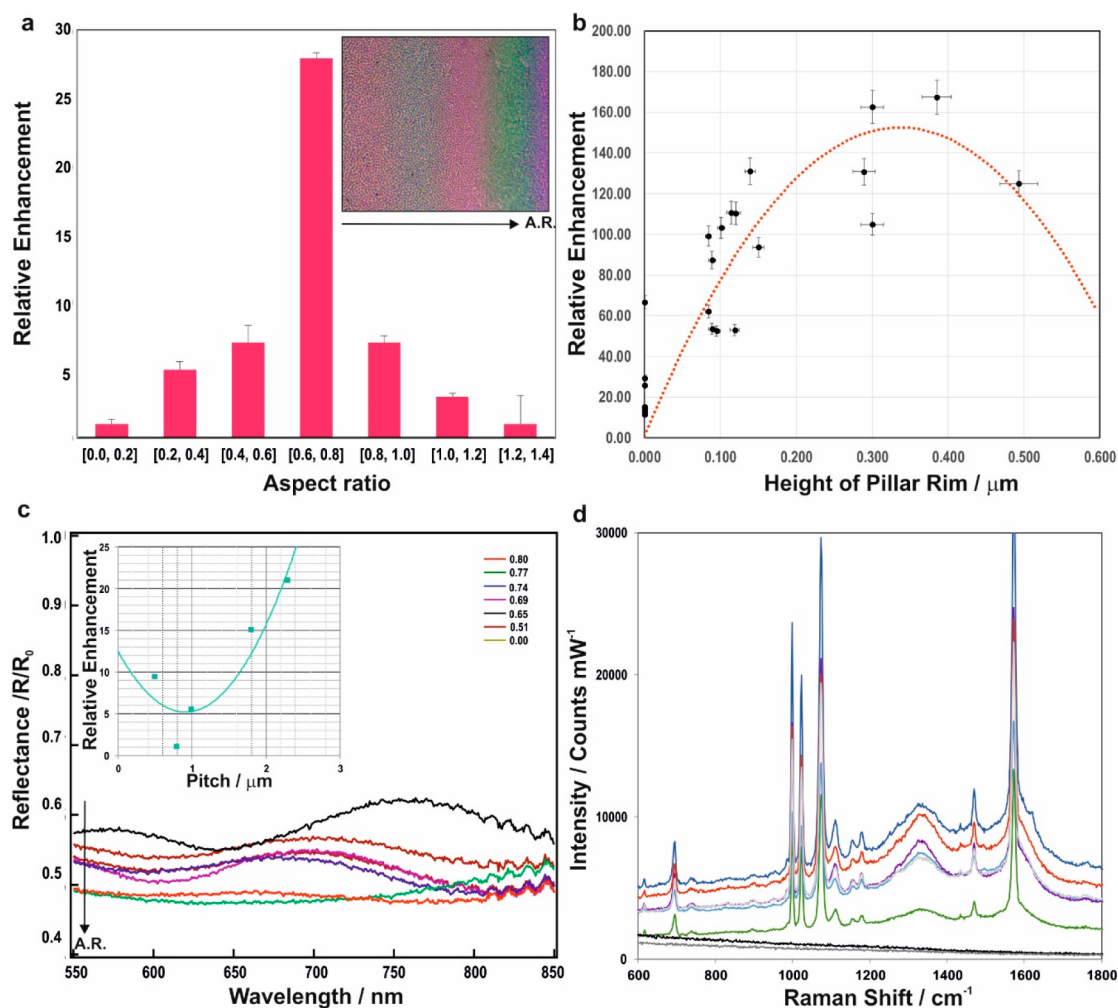 a
Relative Enhancement
30
25
20
15
10
5
A.R.
[0.0, 0.2] [0.2, 0.4] [0.4, 0.6] [0.6, 0.8] [0.8, 1.0] [1.0, 1.2] [1.2, 1.4]
Aspect ratio
b
Relative Enhancement
200.00
180.00
160.00
140.00
120.00
100.00
80.00
60.00
40.00
20.00
0.00
0.000 0.100 0.200 0.300 0.400 0.500 0.600
Height of Pillar Rim / μm
c
Reflectance /R/R0
1.0
0.9
0.8
0.7
0.6
0.5
0.4
Relative Enhancement
25
20
15
10
5
0
0 1 2 3
Pitch / μm
0.80
0.77
0.74
0.69
0.65
0.51
0.00
A.R.
550 600 650 700 750 800 850
Wavelength / nm
d
Intensity / Counts mW-1
30000
20000
10000
0
600 800 1000 1200 1400 1600 1800
Raman Shift / cm-1